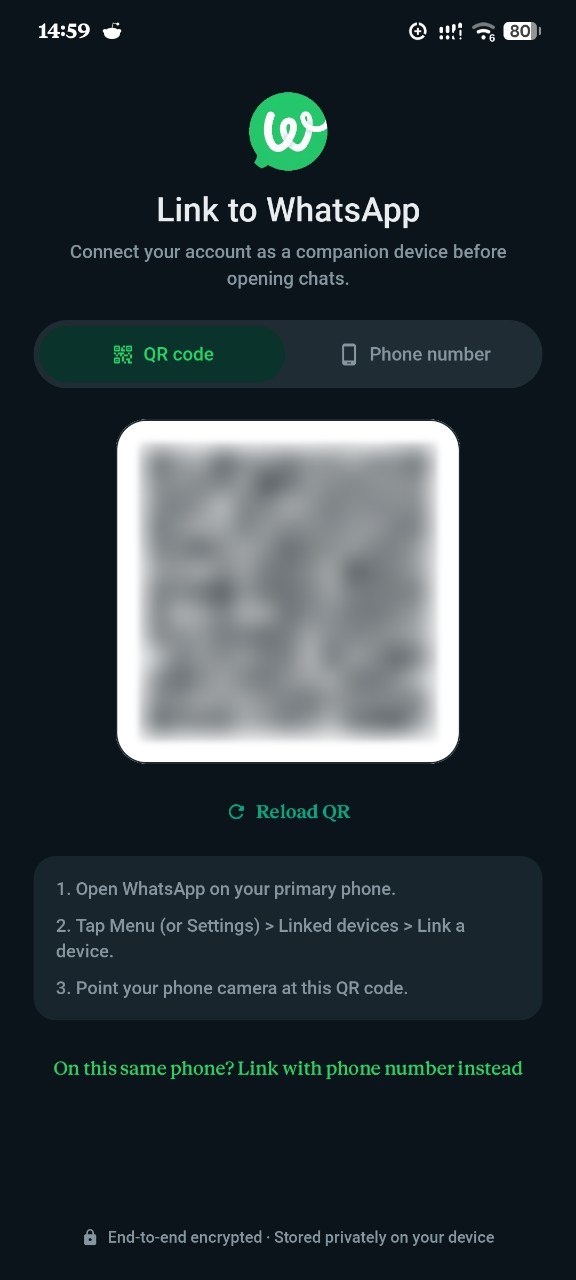 14:59
6
80
Link to WhatsApp
Connect your account as a companion device before
opening chats.
QR code
Phone number
Reload QR
1. Open WhatsApp on your primary phone.
2. Tap Menu (or Settings) > Linked devices > Link a
device.
3. Point your phone camera at this QR code.
On this same phone? Link with phone number instead
End-to-end encrypted · Stored privately on your device